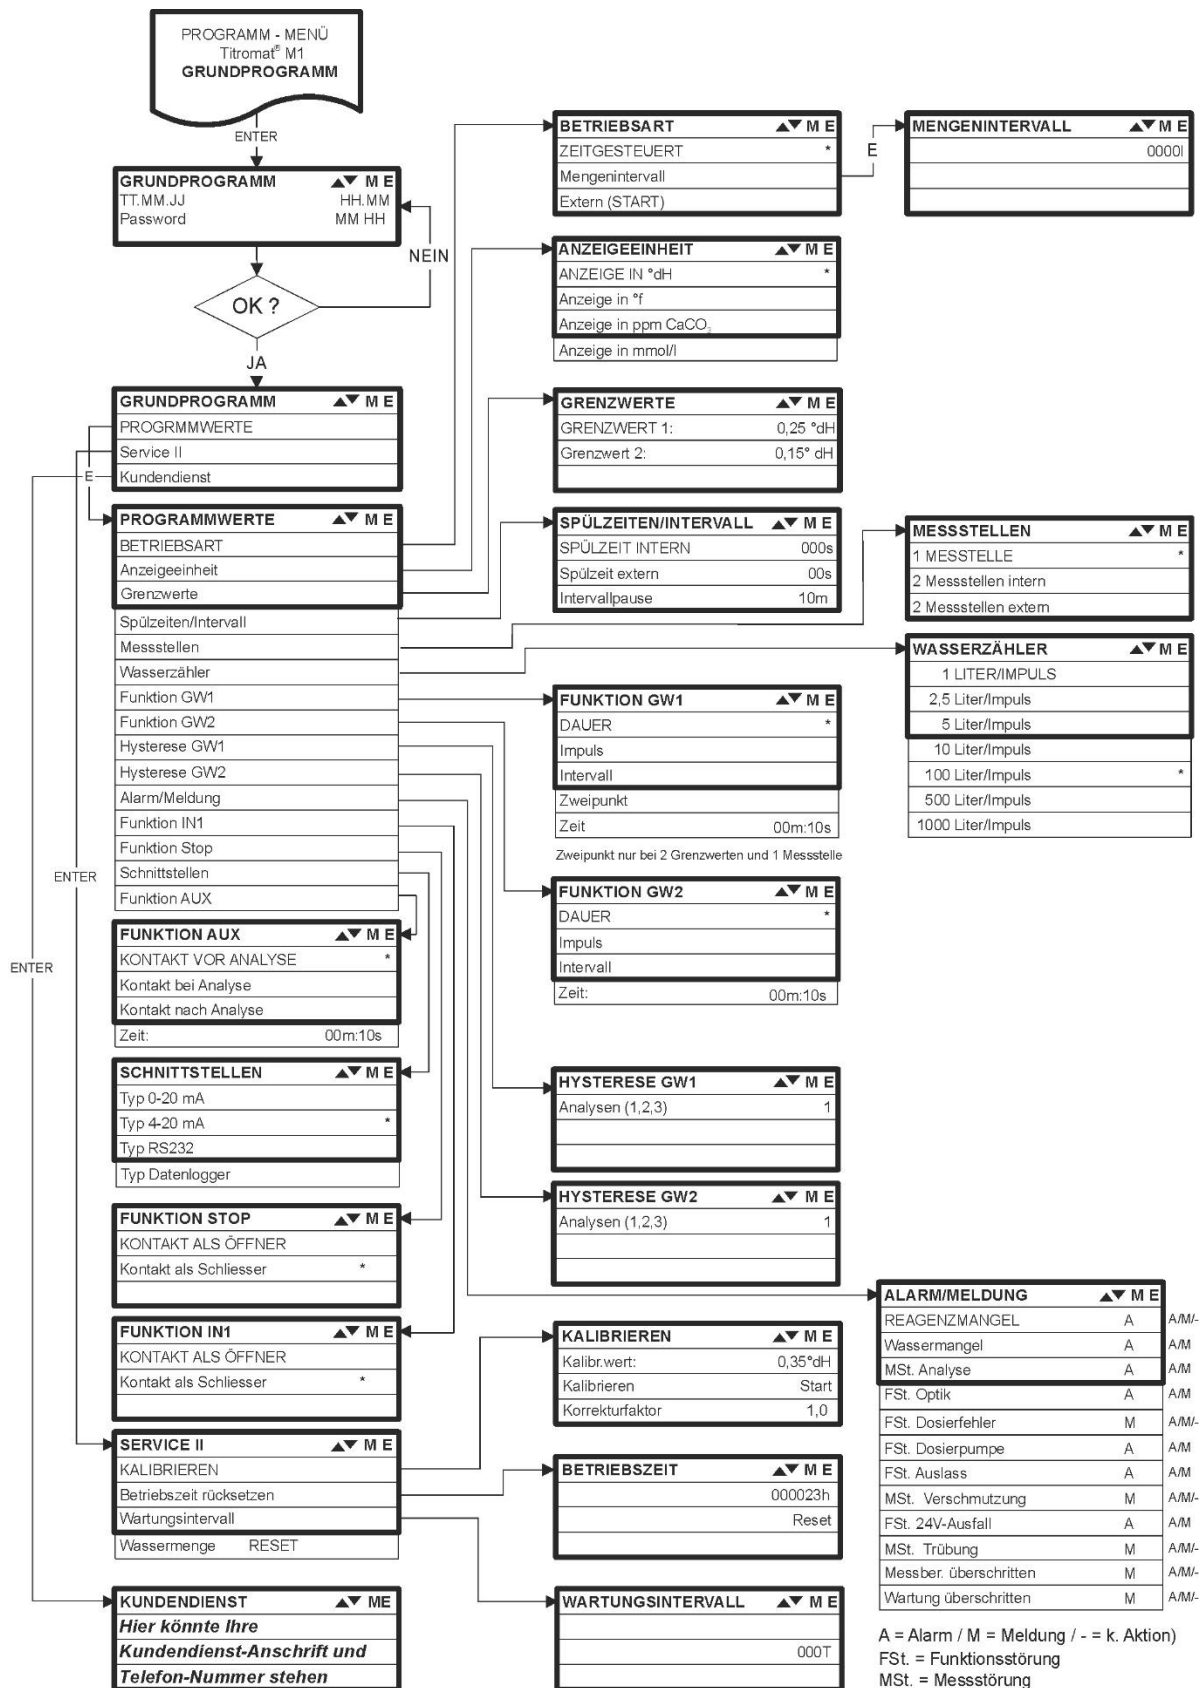 PROGRAMM - MENÜ
Titromat® M1
GRUNDPROGRAMM
ENTER
GRUNDPROGRAMM ▲▼ M E
TT.MM.JJ HH.MM
Password MM HH
NEIN
OK ?
JA
GRUNDPROGRAMM ▲▼ M E
PROGRMMWERTE
Service II
Kundendienst
E
PROGRAMMWERTE ▲▼ M E
BETRIEBSART
Anzeigeeinheit
Grenzwerte
Spülzeiten/Intervall
Messstellen
Wasserzähler
Funktion GW1
Funktion GW2
Hysterese GW1
Hysterese GW2
Alarm/Meldung
Funktion IN1
Funktion Stop
Schnittstellen
Funktion AUX
ENTER
ENTER
FUNKTION AUX ▲▼ M E
KONTAKT VOR ANALYSE *
Kontakt bei Analyse
Kontakt nach Analyse
Zeit: 00m:10s
SCHNITTSTELLEN ▲▼ M E
Typ 0-20 mA
Typ 4-20 mA *
Typ RS232
Typ Datenlogger
FUNKTION STOP ▲▼ M E
KONTAKT ALS ÖFFNER
Kontakt als Schliesser *
FUNKTION IN1 ▲▼ M E
KONTAKT ALS ÖFFNER
Kontakt als Schliesser *
SERVICE II ▲▼ M E
KALIBRIEREN
Betriebszeit rücksetzen
Wartungsintervall
Wassermenge RESET
KUNDENDIENST ▲▼ ME
Hier könnte Ihre
Kundendienst-Anschrift und
Telefon-Nummer stehen
BETRIEBSART ▲▼ M E
ZEITGESTEUERT *
Mengenintervall
Extern (START)
E
MENGENINTERVALL ▲▼ M E
0000l
ANZEIGEEINHEIT ▲▼ M E
ANZEIGE IN °dH *
Anzeige in °f
Anzeige in ppm CaCO3
Anzeige in mmol/l
GRENZWERTE ▲▼ M E
GRENZWERT 1: 0,25 °dH
Grenzwert 2: 0,15° dH
SPÜLZEITEN/INTERVALL ▲▼ M E
SPÜLZEIT INTERN 000s
Spülzeit extern 00s
Intervallpause 10m
MESSSTELLEN ▲▼ M E
1 MESSTELLE *
2 Messstellen intern
2 Messstellen extern
WASSERZÄHLER ▲▼ M E
1 LITER/IMPULS
2,5 Liter/Impuls
5 Liter/Impuls
10 Liter/Impuls
100 Liter/Impuls *
500 Liter/Impuls
1000 Liter/Impuls
FUNKTION GW1 ▲▼ M E
DAUER *
Impuls
Intervall
Zweipunkt
Zeit 00m:10s
Zweipunkt nur bei 2 Grenzwerten und 1 Messstelle
FUNKTION GW2 ▲▼ M E
DAUER *
Impuls
Intervall
Zeit: 00m:10s
HYSTERESE GW1 ▲▼ M E
Analysen (1,2,3) 1
HYSTERESE GW2 ▲▼ M E
Analysen (1,2,3) 1
KALIBRIEREN ▲▼ M E
Kalibr.wert: 0,35°dH
Kalibrieren Start
Korrekturfaktor 1,0
BETRIEBSZEIT ▲▼ M E
000023h
Reset
WARTUNGSINTERVALL ▲▼ M E
000T
ALARM/MELDUNG ▲▼ M E
REAGENZMANGEL A A/M/-
Wassermangel A A/M
MSt. Analyse A A/M
FSt. Optik A A/M
FSt. Dosierfehler M A/M/-
FSt. Dosierpumpe A A/M
FSt. Auslass A A/M
MSt. Verschmutzung M A/M/-
FSt. 24V-Ausfall A A/M
MSt. Trübung M A/M/-
Messber. überschritten M A/M/-
Wartung überschritten M A/M/-
A = Alarm / M = Meldung / - = k. Aktion)
FSt. = Funktionsstörung
MSt. = Messstörung